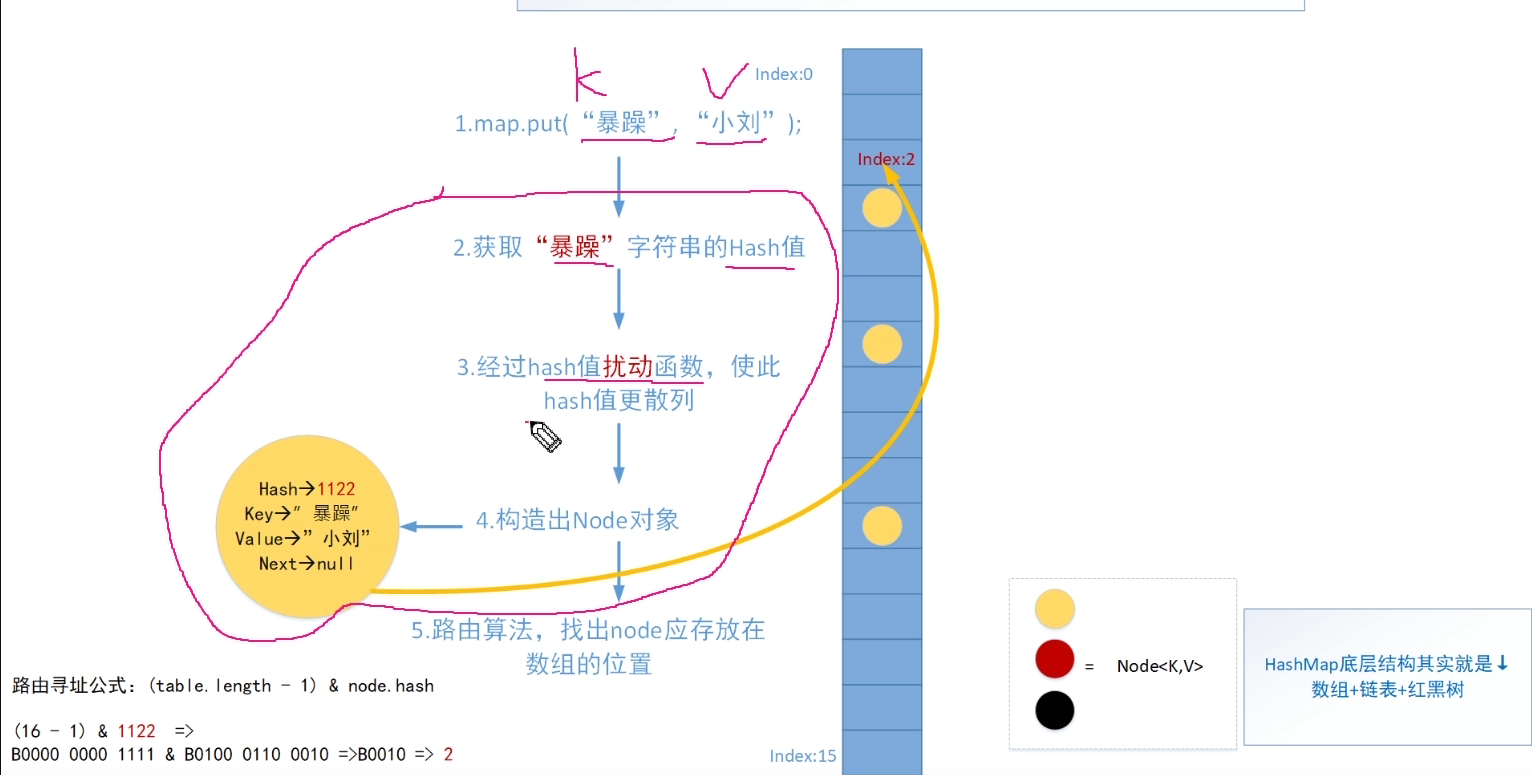 K V
Index:0
1.map.put(“暴躁”, “小刘”);
Index:2
2.获取“暴躁”字符串的Hash值
3.经过hash值扰动函数，使此
hash值更散列
Hash→1122
Key→”暴躁”
Value→”小刘”
Next→null
4.构造出Node对象
5.路由算法，找出node应存放在
数组的位置
路由寻址公式：(table.length - 1) & node.hash
(16 - 1) & 1122 =>
B0000 0000 1111 & B0100 0110 0010 =>B0010 => 2
Index:15
= Node<K,V>
HashMap底层结构其实就是↓
数组+链表+红黑树